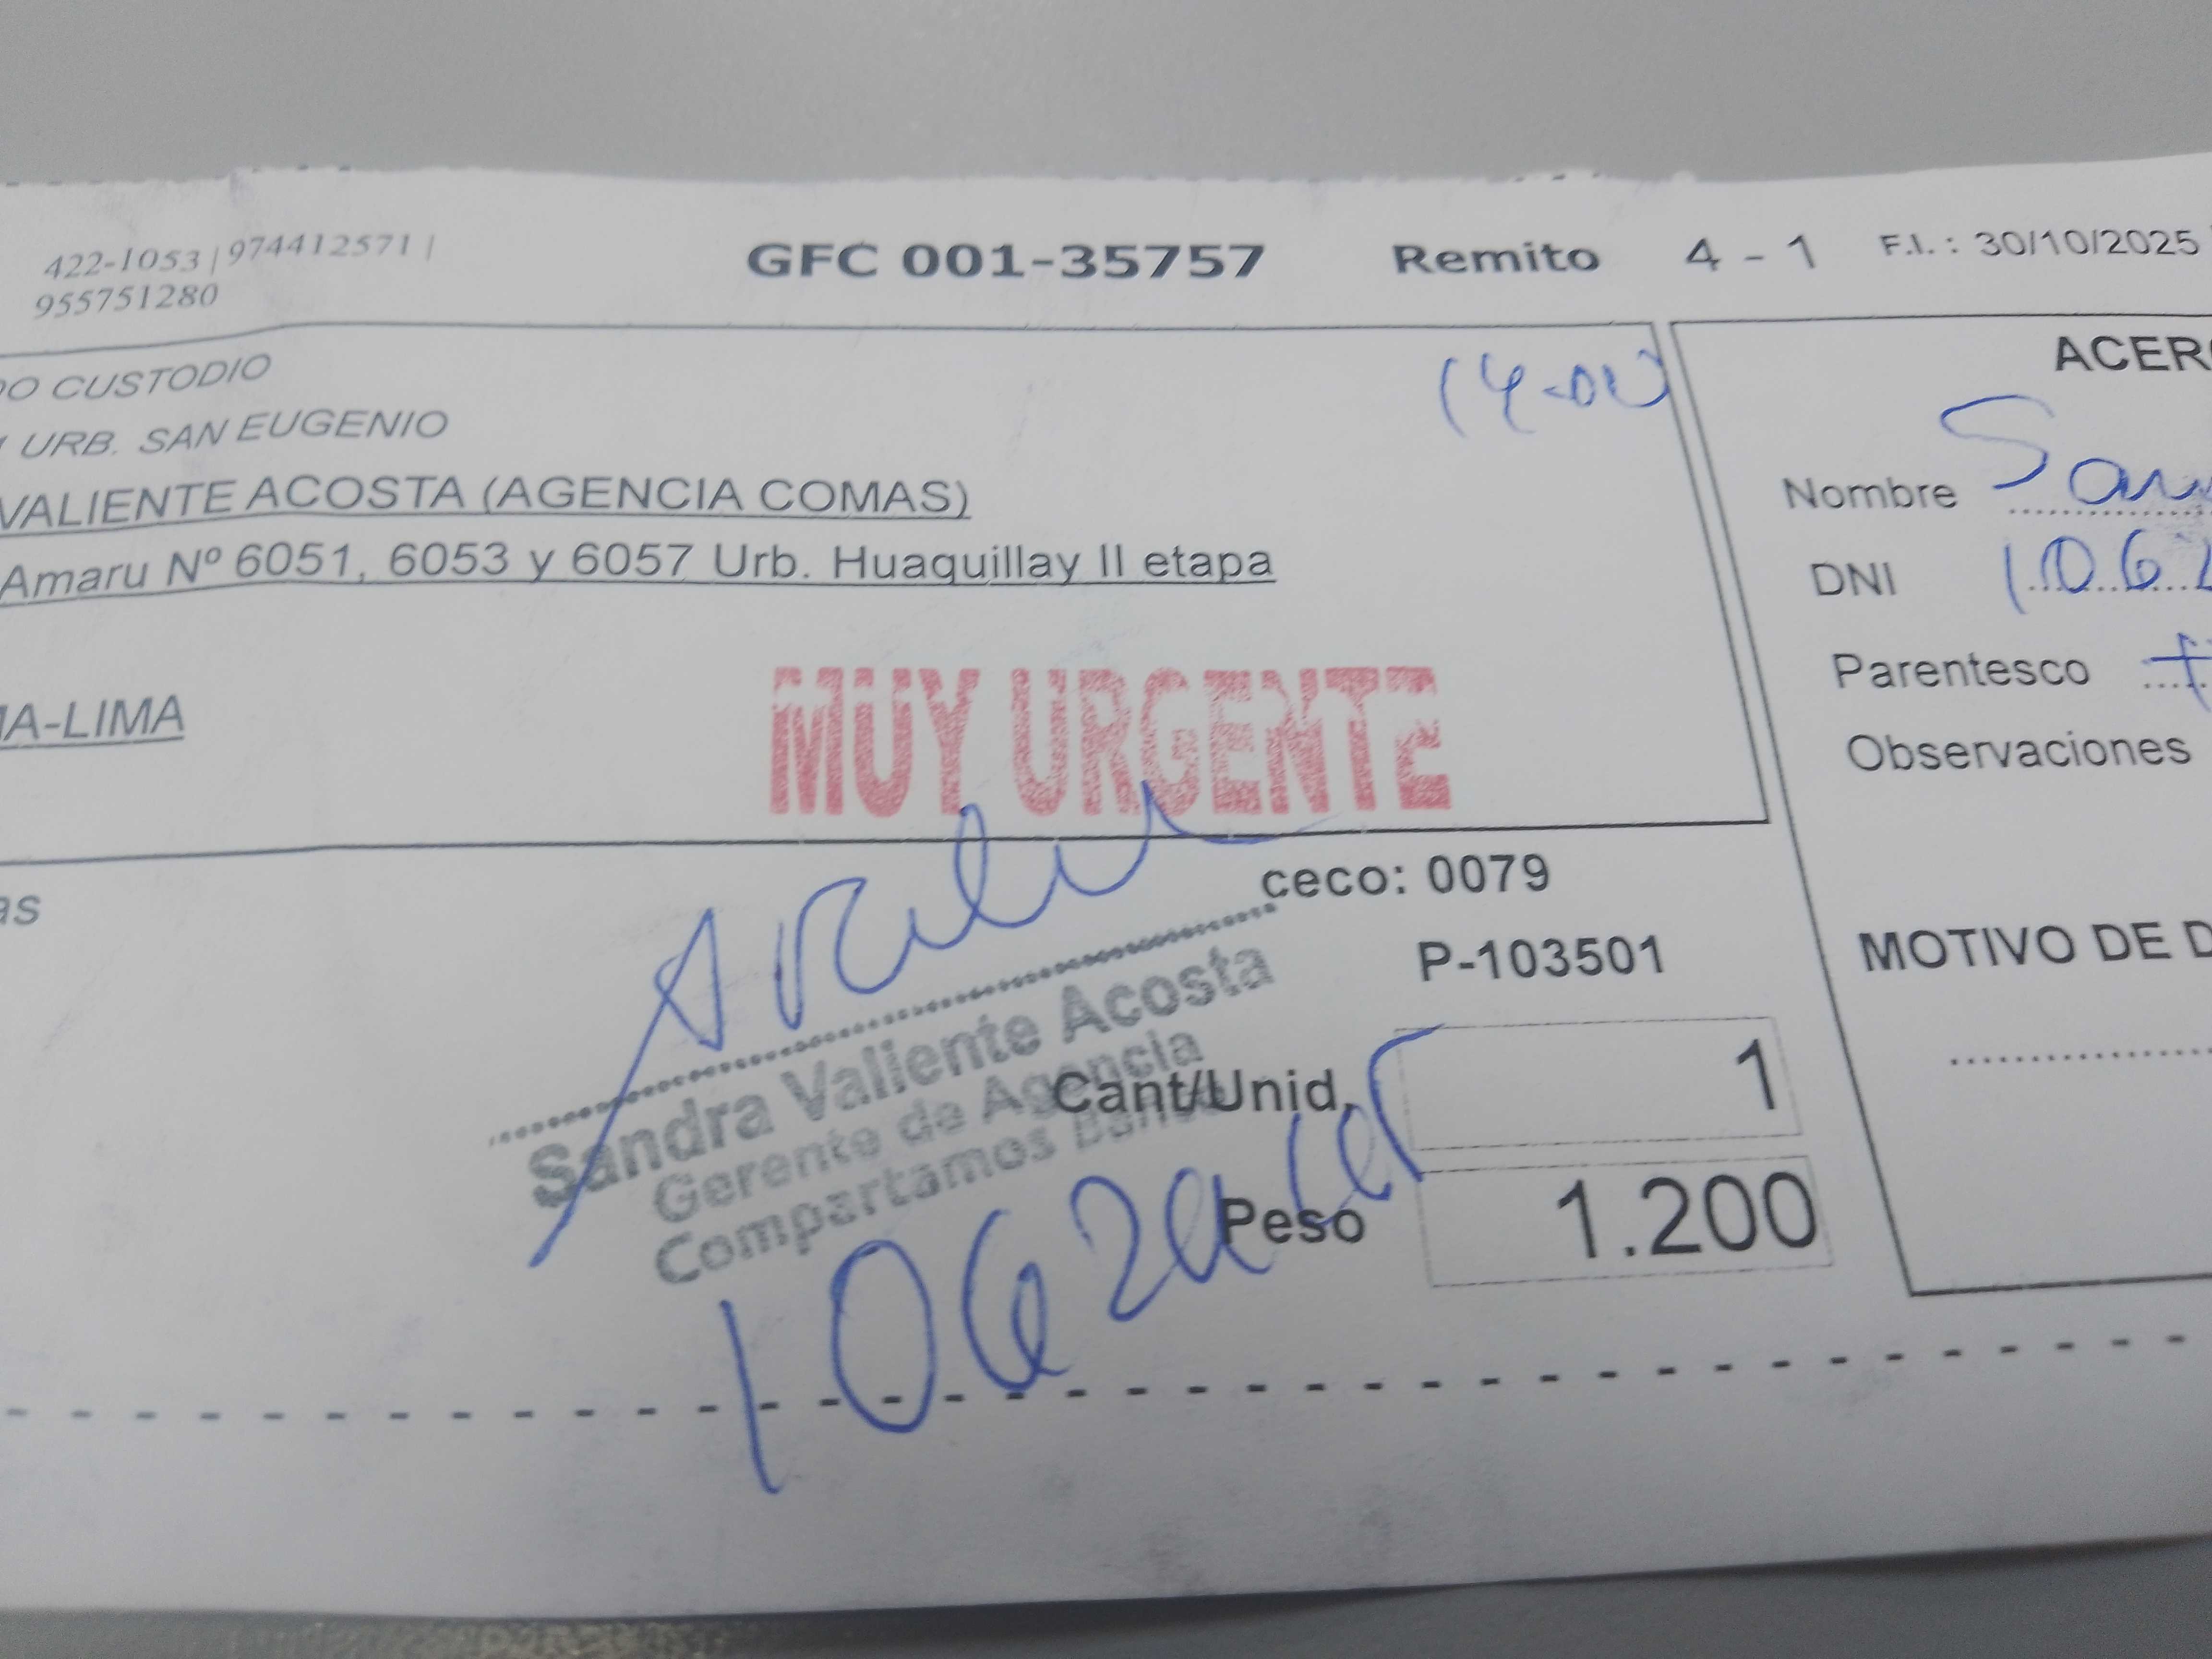 422-1053 | 974412571 |
955751280
GFC 001-35757 Remito 4 - 1 F.I. : 30/10/2025
DO CUSTODIO
URB. SAN EUGENIO
VALIENTE ACOSTA (AGENCIA COMAS)
Amaru Nº 6051, 6053 y 6057 Urb. Huaquillay II etapa
MA-LIMA
MUY URGENTE
as
ceco: 0079
P-103501
Sandra Valiente Acosta
Gerente de Agencia
Compartamos Banco
Cant/Unid. 1
Peso 1.200
ACER
Nombre
DNI 1062
Parentesco
Observaciones
MOTIVO DE D